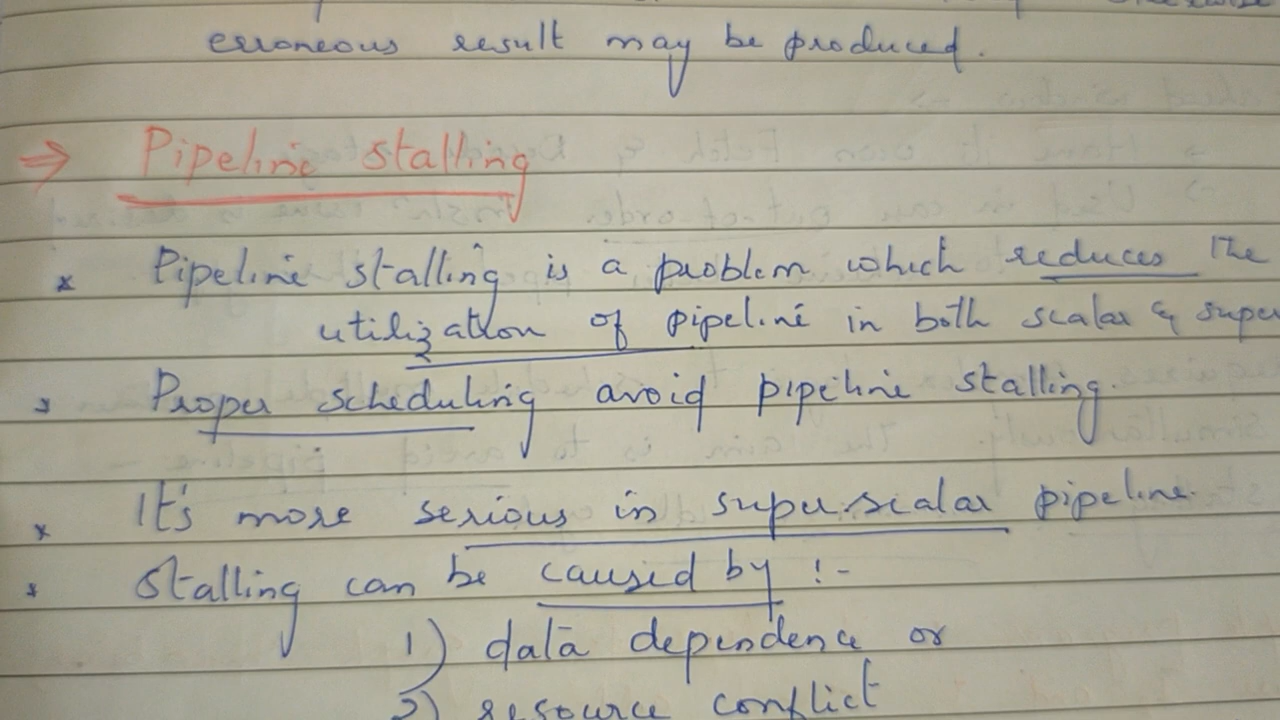 erroneous result may be produced.
⇒ Pipeline stalling
* Pipeline stalling is a problem which reduces the
utilization of pipeline in both scalar & super
* Proper scheduling avoid pipeline stalling.
* It's more serious in superscalar pipeline.
* Stalling can be caused by :-
1) data dependence or
2) resource conflict